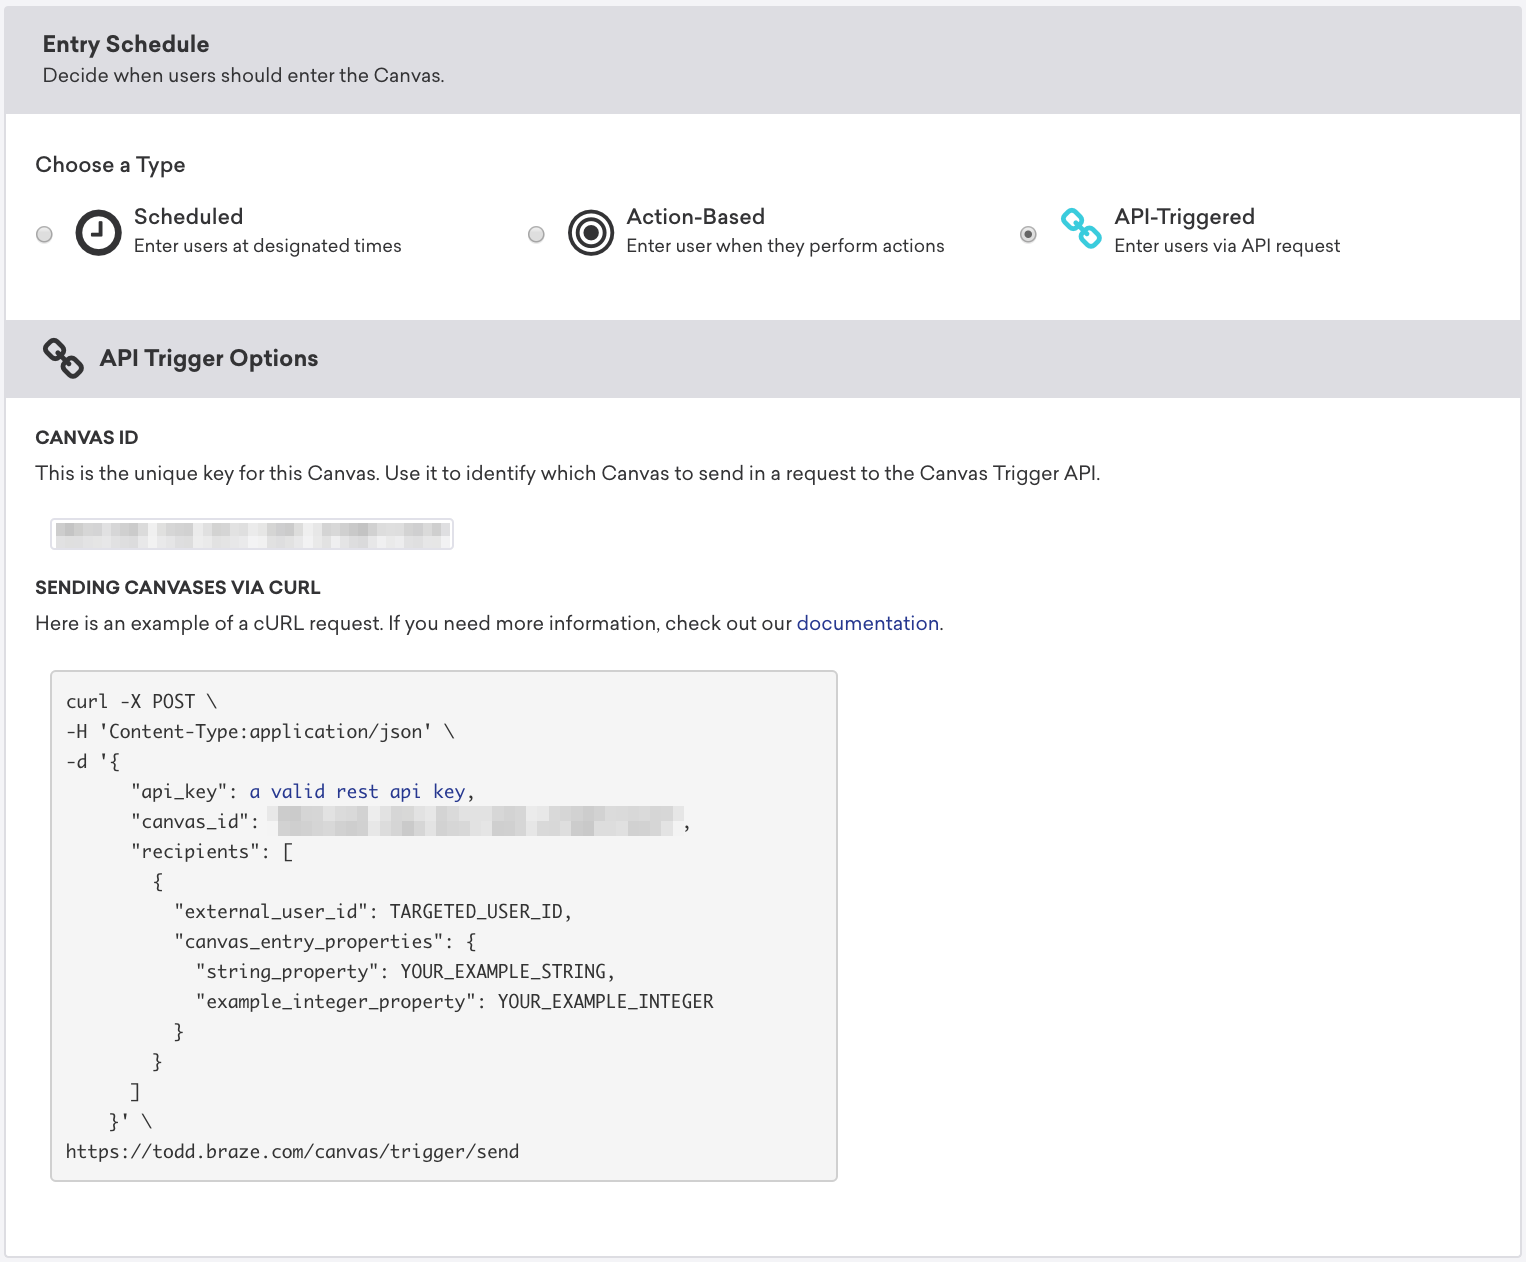 Entry Schedule
Decide when users should enter the Canvas.
Choose a Type
Scheduled
Enter users at designated times
Action-Based
Enter user when they perform actions
API-Triggered
Enter users via API request
API Trigger Options
CANVAS ID
This is the unique key for this Canvas. Use it to identify which Canvas to send in a request to the Canvas Trigger API.
SENDING CANVASES VIA CURL
Here is an example of a cURL request. If you need more information, check out our documentation.
curl -X POST \
-H 'Content-Type:application/json' \
-d '{
"api_key": a valid rest api key,
"canvas_id": ,
"recipients": [
{
"external_user_id": TARGETED_USER_ID,
"canvas_entry_properties": {
"string_property": YOUR_EXAMPLE_STRING,
"example_integer_property": YOUR_EXAMPLE_INTEGER
}
}
]
}' \
https://todd.braze.com/canvas/trigger/send